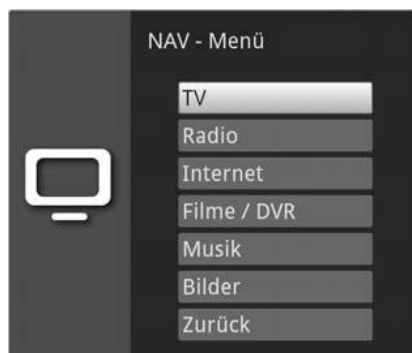 NAV - Menü
TV
Radio
Internet
Filme / DVR
Musik
Bilder
Zurück